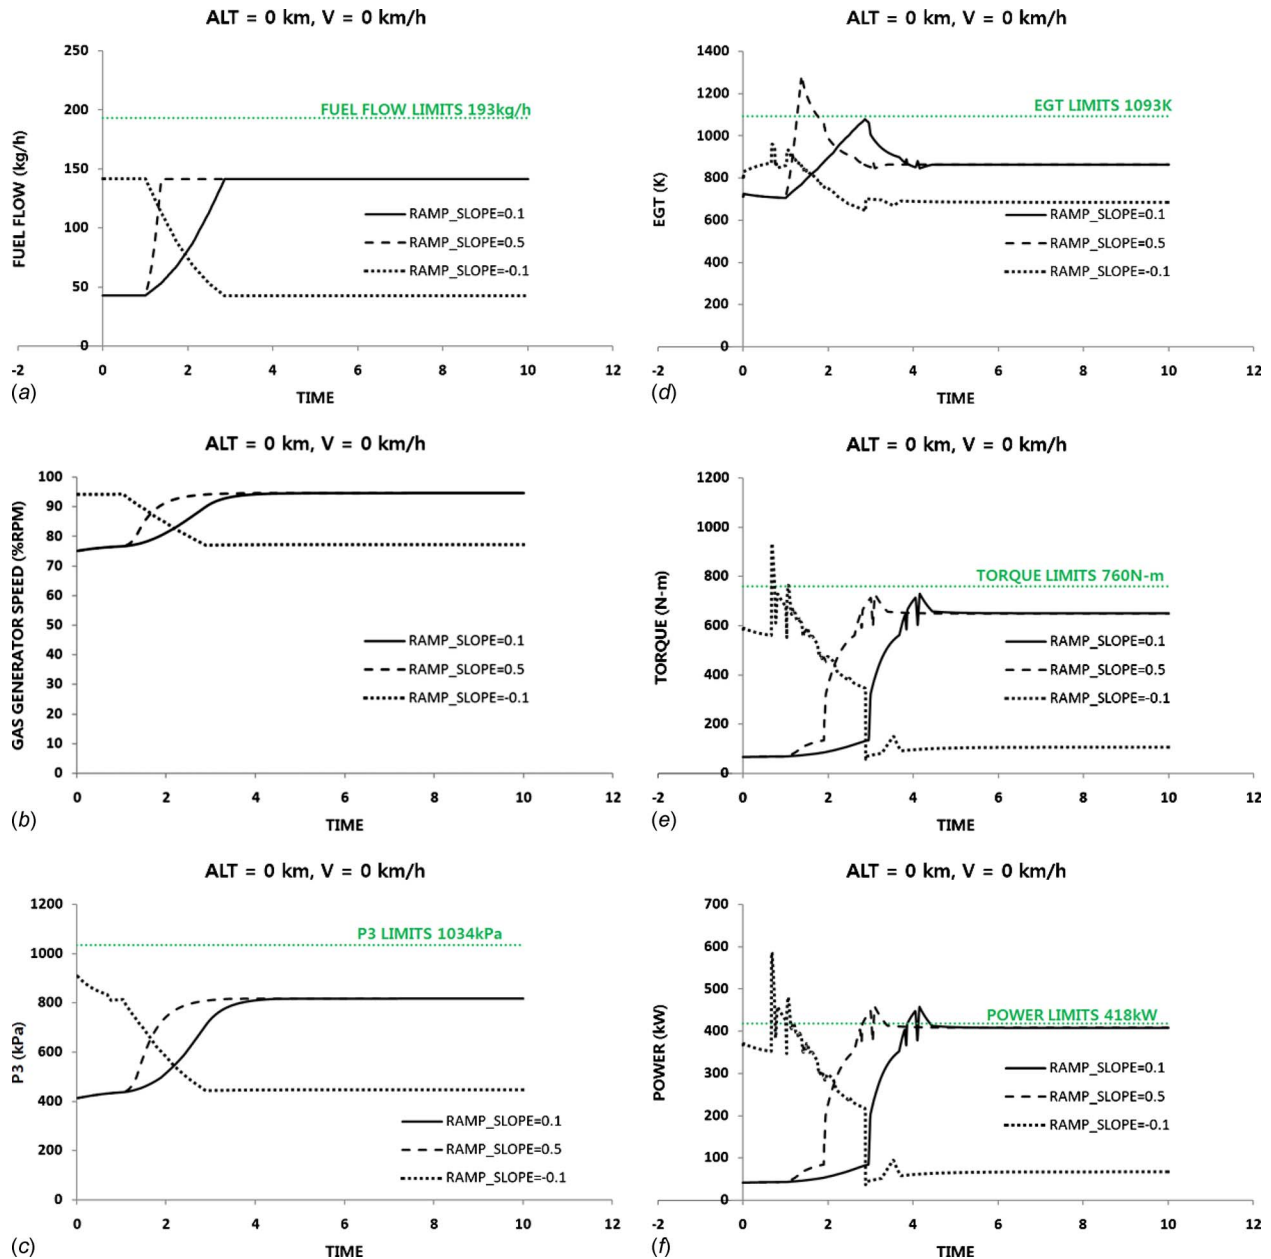 ALT = 0 km, V = 0 km/h
250
200
150
100
50
0
FUEL FLOW (kg/h)
FUEL FLOW LIMITS 193kg/h
RAMP_SLOPE=0.1
RAMP_SLOPE=0.5
RAMP_SLOPE=-0.1
-2 0 2 4 6 8 10 12
TIME
(a)
ALT = 0 km, V = 0 km/h
1400
1200
1000
800
600
400
200
0
EGT (K)
EGT LIMITS 1093K
RAMP_SLOPE=0.1
RAMP_SLOPE=0.5
RAMP_SLOPE=-0.1
-2 0 2 4 6 8 10 12
TIME
(d)
ALT = 0 km, V = 0 km/h
100
90
80
70
60
50
40
30
20
10
0
GAS GENERATOR SPEED (%RPM)
RAMP_SLOPE=0.1
RAMP_SLOPE=0.5
RAMP_SLOPE=-0.1
0 2 4 6 8 10 12
TIME
(b)
ALT = 0 km, V = 0 km/h
1200
1000
800
600
400
200
0
TORQUE (N-m)
TORQUE LIMITS 760N-m
RAMP_SLOPE=0.1
RAMP_SLOPE=0.5
RAMP_SLOPE=-0.1
-2 0 2 4 6 8 10 12
TIME
(e)
ALT = 0 km, V = 0 km/h
1200
1000
800
600
400
200
0
P3 (kPa)
P3 LIMITS 1034kPa
RAMP_SLOPE=0.1
RAMP_SLOPE=0.5
RAMP_SLOPE=-0.1
0 2 4 6 8 10 12
TIME
(c)
ALT = 0 km, V = 0 km/h
700
600
500
400
300
200
100
0
POWER (kW)
POWER LIMITS 418kW
RAMP_SLOPE=0.1
RAMP_SLOPE=0.5
RAMP_SLOPE=-0.1
-2 0 2 4 6 8 10 12
TIME
(f)